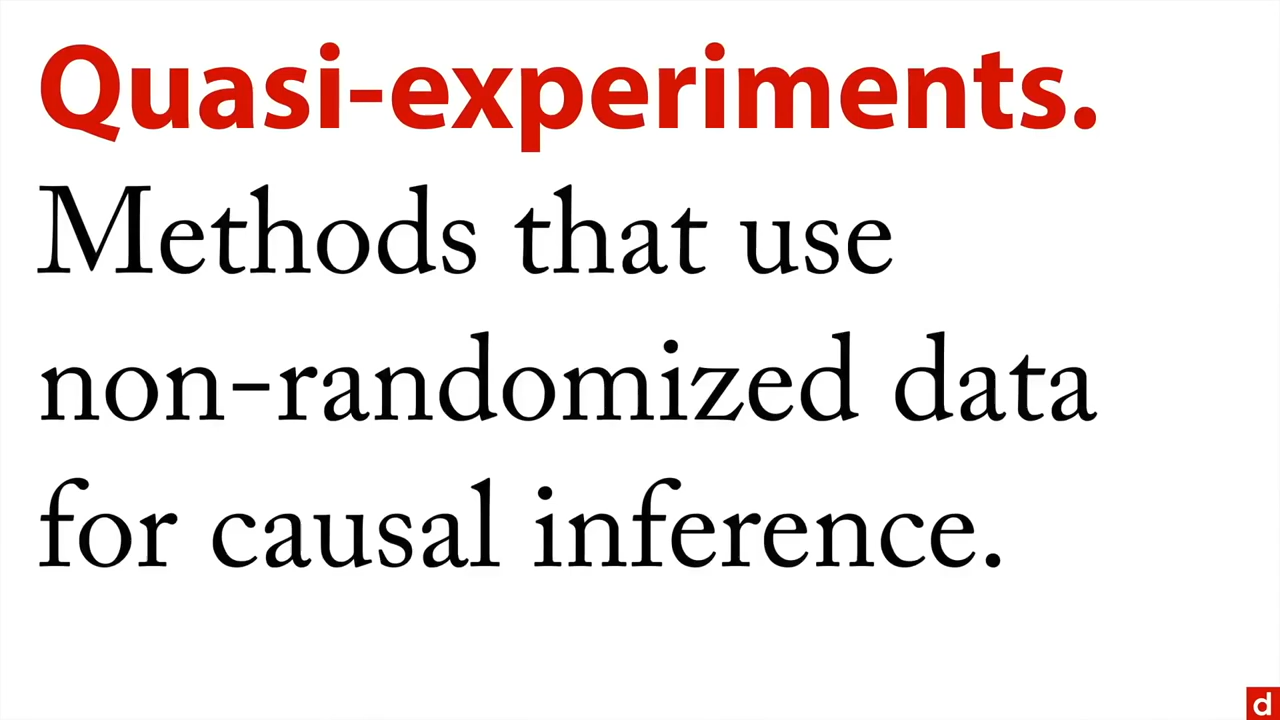 Quasi-experiments.
Methods that use
non-randomized data
for causal inference.
d